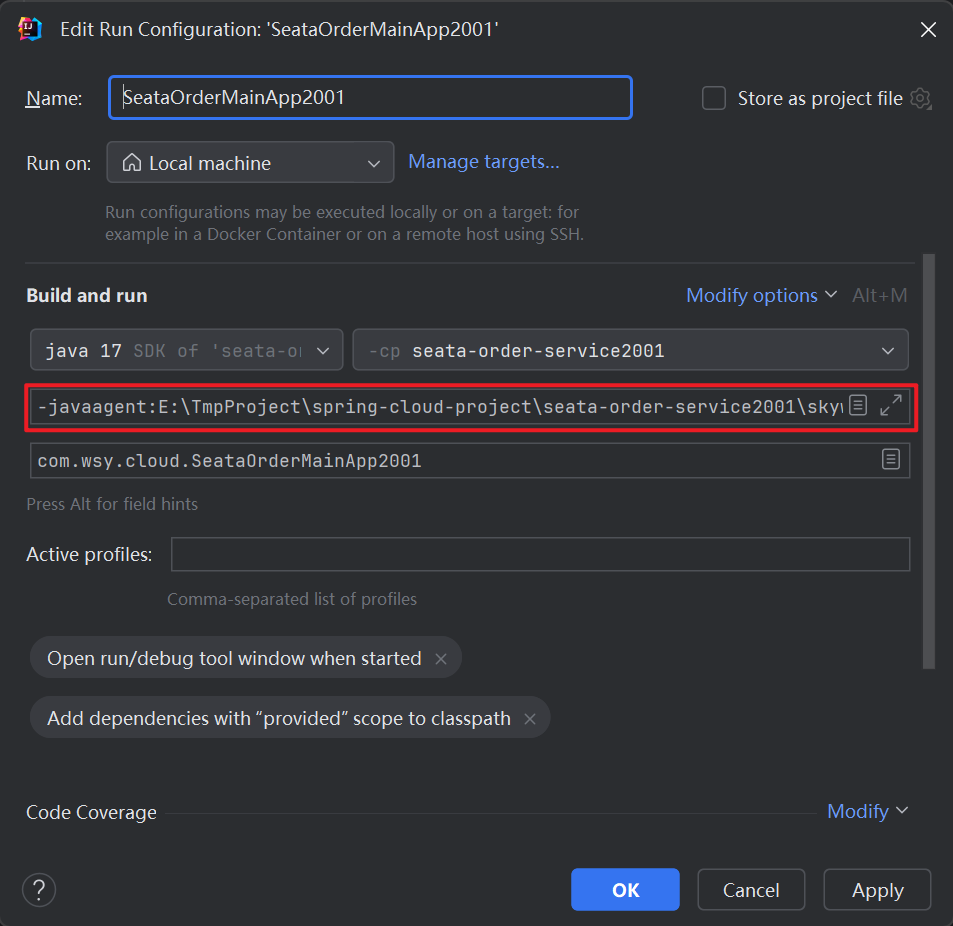 Edit Run Configuration: 'SeataOrderMainApp2001'
Name: SeataOrderMainApp2001 Store as project file
Run on: Local machine Manage targets...
Run configurations may be executed locally or on a target: for
example in a Docker Container or on a remote host using SSH.
Build and run Modify options Alt+M
java 17 SDK of 'seata-or -cp seata-order-service2001
-javaagent:E:\TmpProject\spring-cloud-project\seata-order-service2001\sky
com.wsy.cloud.SeataOrderMainApp2001
Press Alt for field hints
Active profiles:
Comma-separated list of profiles
Open run/debug tool window when started
Add dependencies with “provided” scope to classpath
Code Coverage Modify
? OK Cancel Apply